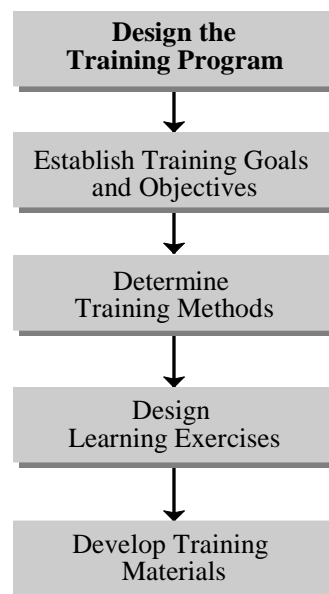 Design the
Training Program
Establish Training Goals
and Objectives
Determine
Training Methods
Design
Learning Exercises
Develop Training
Materials